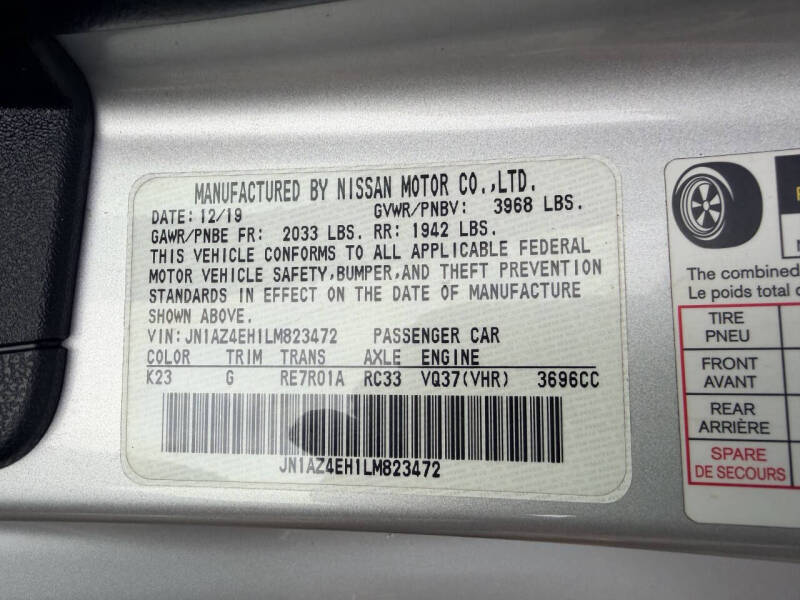 MANUFACTURED BY NISSAN MOTOR CO.,LTD.
DATE: 12/19 GVWR/PNBV: 3968 LBS.
GAWR/PNBE FR: 2033 LBS. RR: 1942 LBS.
THIS VEHICLE CONFORMS TO ALL APPLICABLE FEDERAL
MOTOR VEHICLE SAFETY,BUMPER,AND THEFT PREVENTION
STANDARDS IN EFFECT ON THE DATE OF MANUFACTURE
SHOWN ABOVE.
VIN: JN1AZ4EH1LM823472 PASSENGER CAR
COLOR TRIM TRANS AXLE ENGINE
K23 G RE7R01A RC33 VQ37(VHR) 3696CC
JN1AZ4EH1LM823472
The combined
Le poids total
TIRE
PNEU
FRONT
AVANT
REAR
ARRIÈRE
SPARE
DE SECOURS